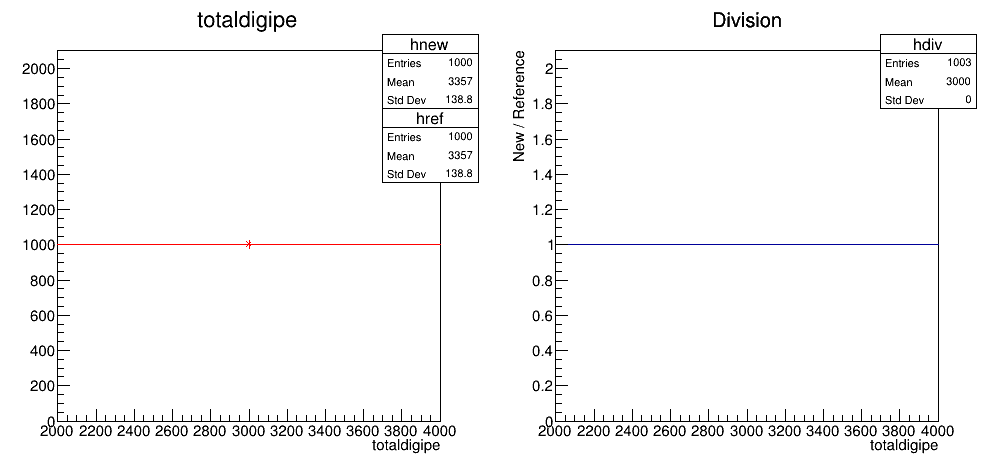 totaldigipe
hnew
Entries 1000
Mean 3357
Std Dev 138.8
href
Entries 1000
Mean 3357
Std Dev 138.8
2000
1800
1600
1400
1200
1000
800
600
400
200
0
2000 2200 2400 2600 2800 3000 3200 3400 3600 3800 4000
totaldigipe
Division
hdiv
Entries 1003
Mean 3000
Std Dev 0
New / Reference
2
1.8
1.6
1.4
1.2
1
0.8
0.6
0.4
0.2
0
2000 2200 2400 2600 2800 3000 3200 3400 3600 3800 4000
totaldigipe